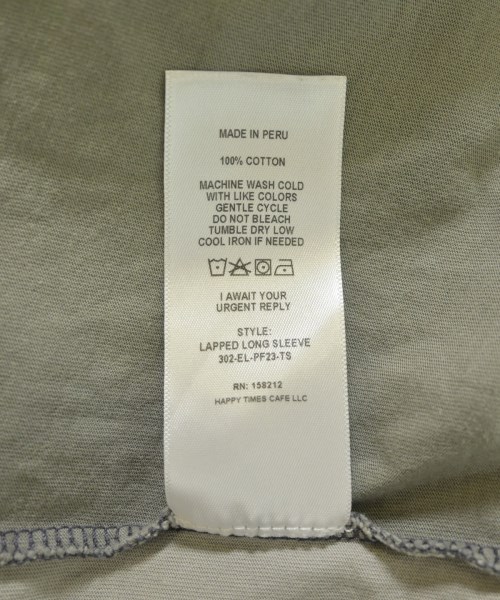 MADE IN PERU
100% COTTON
MACHINE WASH COLD
WITH LIKE COLORS
GENTLE CYCLE
DO NOT BLEACH
TUMBLE DRY LOW
COOL IRON IF NEEDED
I AWAIT YOUR
URGENT REPLY
STYLE:
LAPPED LONG SLEEVE
302-EL-PF23-TS
RN: 158212
HAPPY TIMES CAFE LLC